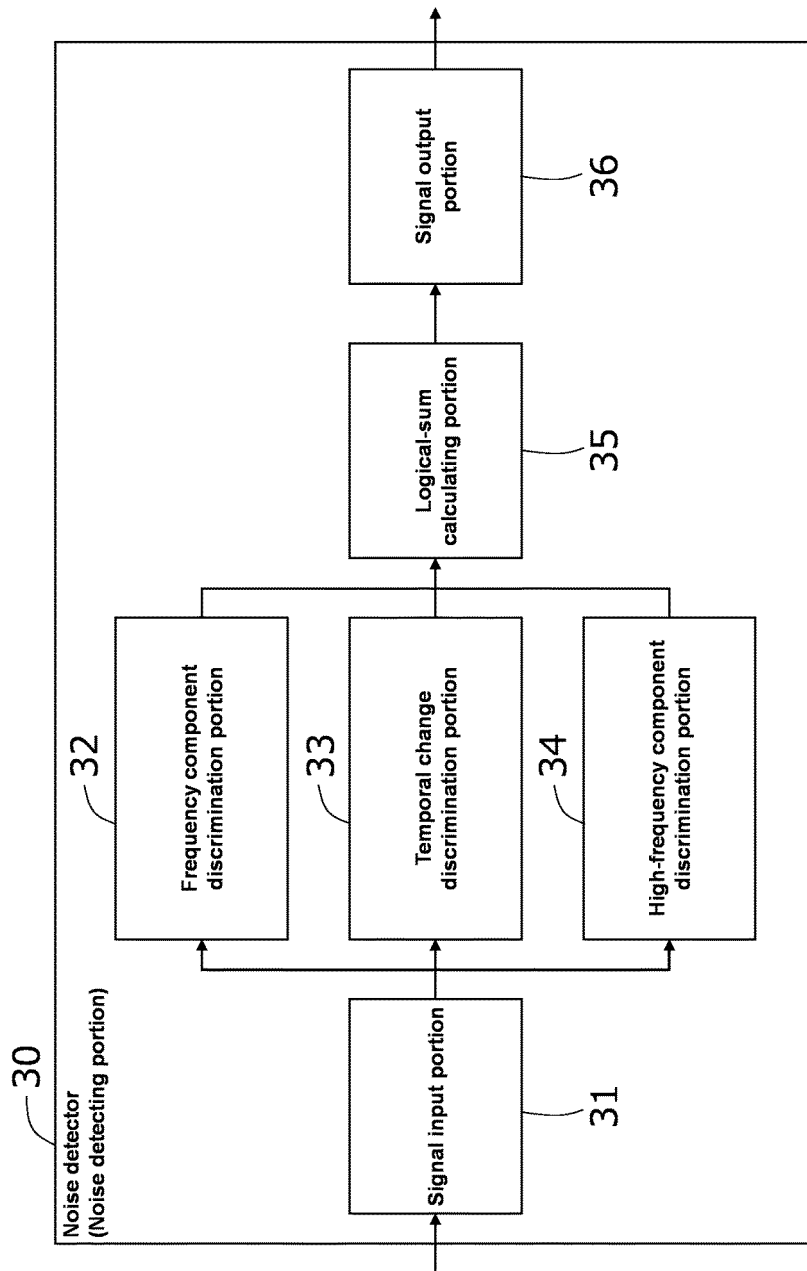 30
Noise detector
(Noise detecting portion)
Signal input portion
31
32
Frequency component
discrimination portion
33
Temporal change
discrimination portion
34
High-frequency component
discrimination portion
Logical-sum
calculating portion
35
Signal output
portion
36